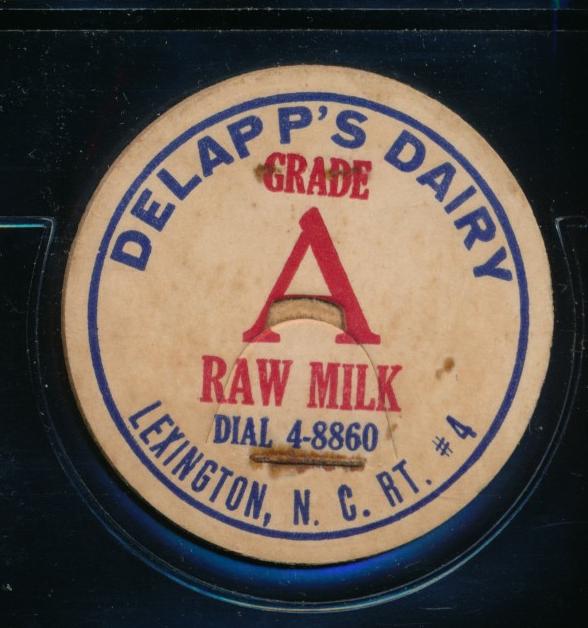 DELAPP'S DAIRY
GRADE
A
RAW MILK
DIAL 4-8860
LEXINGTON, N. C. RT. #4